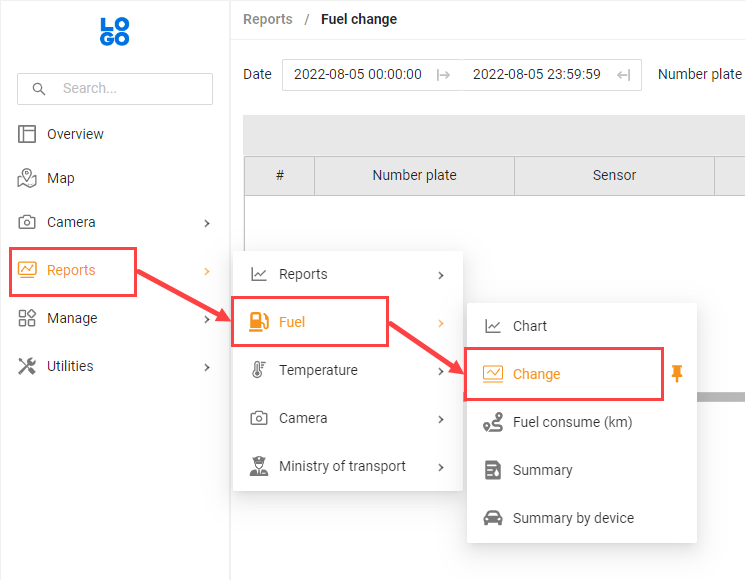 LO
GO
Search...
Overview
Map
Camera
Reports
Manage
Utilities
Reports / Fuel change
Date 2022-08-05 00:00:00 2022-08-05 23:59:59 Number plate
# Number plate Sensor
Reports
Fuel
Temperature
Camera
Ministry of transport
Chart
Change
Fuel consume (km)
Summary
Summary by device